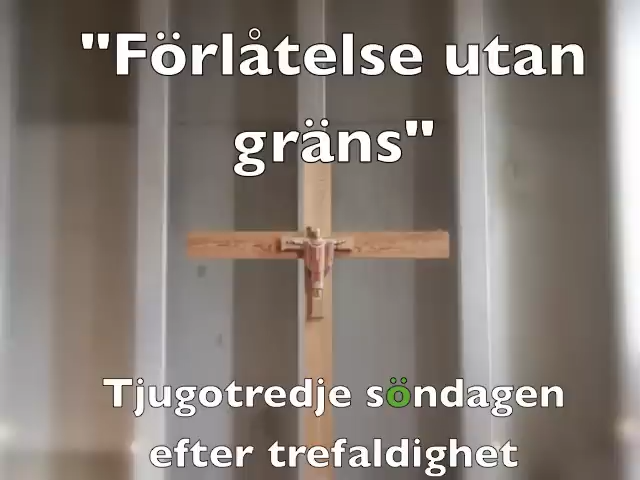 "Förlåtelse utan
gräns"
Tjugotredje söndagen
efter trefaldighet